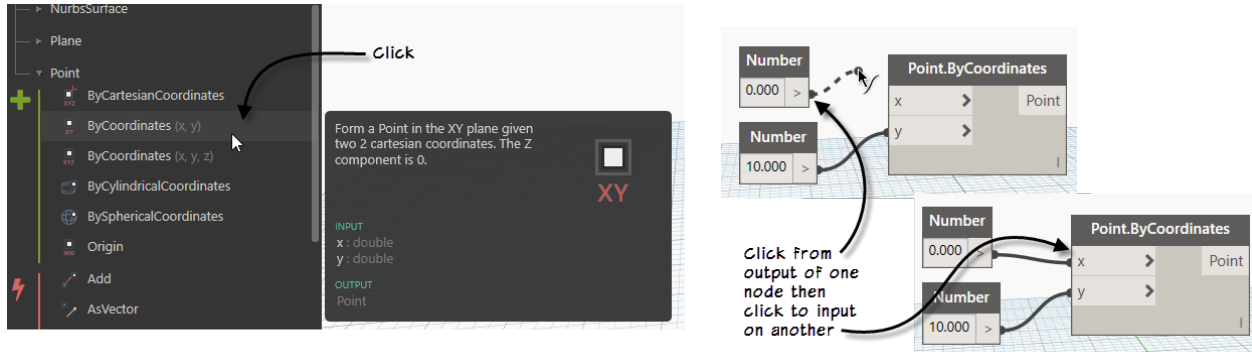 NurbsSurface
Plane
Point
ByCartesianCoordinates
ByCoordinates (x, y)
ByCoordinates (x, y, z)
ByCylindricalCoordinates
BySphericalCoordinates
Origin
Add
AsVector
XYZ
XY
XYZ
Click
Form a Point in the XY plane given
two 2 cartesian coordinates. The Z
component is 0.
XY
INPUT
x : double
y : double
OUTPUT
Point
Number
0.000 >
Number
10.000 >
Point.ByCoordinates
x >
y >
Point
l
Click from
output of one
node then
click to input
on another
Number
0.000 >
Number
10.000 >
Point.ByCoordinates
x >
y >
Point
l